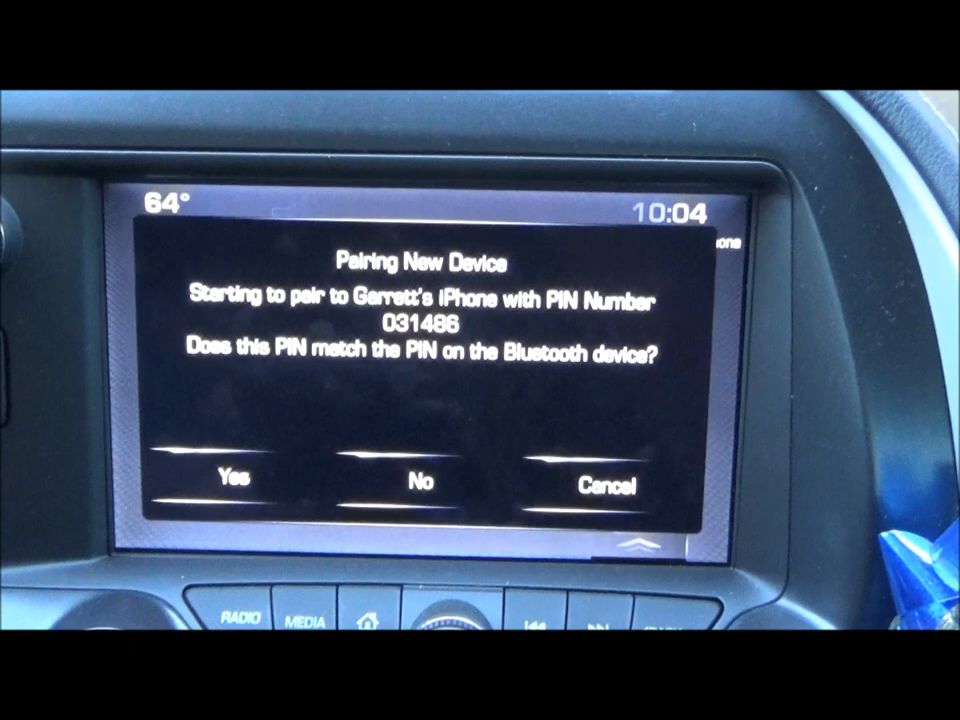 64°
10:04
Pairing New Device
Starting to pair to Garrett's iPhone with PIN Number
031486
Does this PIN match the PIN on the Bluetooth device?
Yes
No
Cancel
RADIO
MEDIA